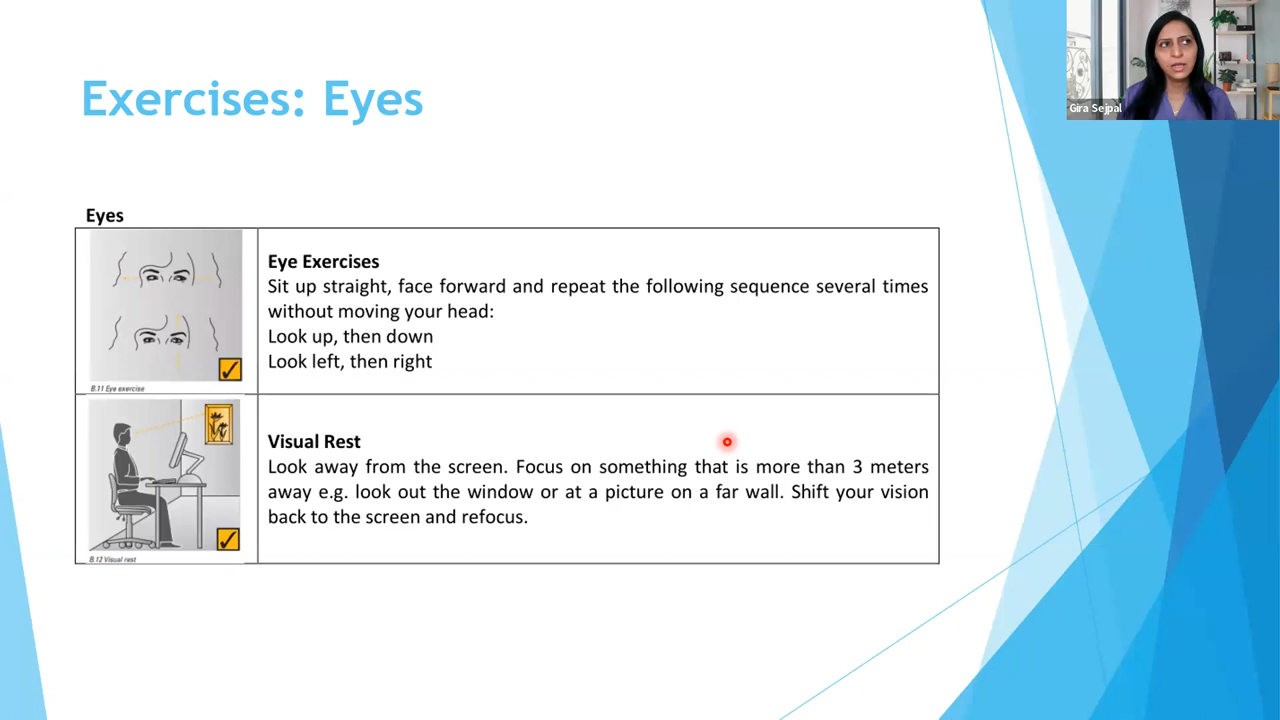 Exercises: Eyes
Gira Sejpal
Eyes
Eye Exercises
Sit up straight, face forward and repeat the following sequence several times
without moving your head:
Look up, then down
Look left, then right
B.11 Eye exercise
Visual Rest
Look away from the screen. Focus on something that is more than 3 meters
away e.g. look out the window or at a picture on a far wall. Shift your vision
back to the screen and refocus.
B.12 Visual rest